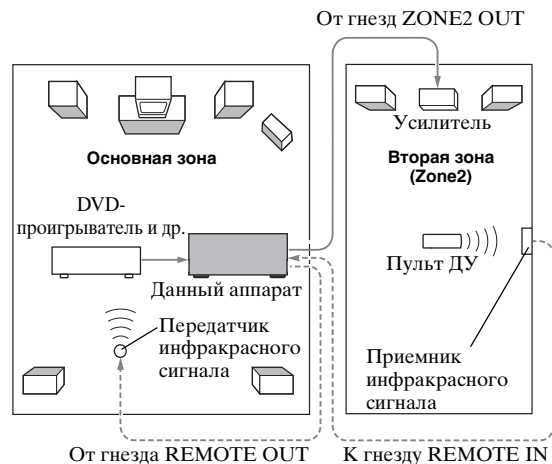 От гнезд ZONE2 OUT
Усилитель
Основная зона
Вторая зона
(Zone2)
DVD-
проигрыватель и др.
Данный аппарат
Пульт ДУ
Передатчик
инфракрасного
сигнала
Приемник
инфракрасного
сигнала
От гнезда REMOTE OUT
К гнезду REMOTE IN